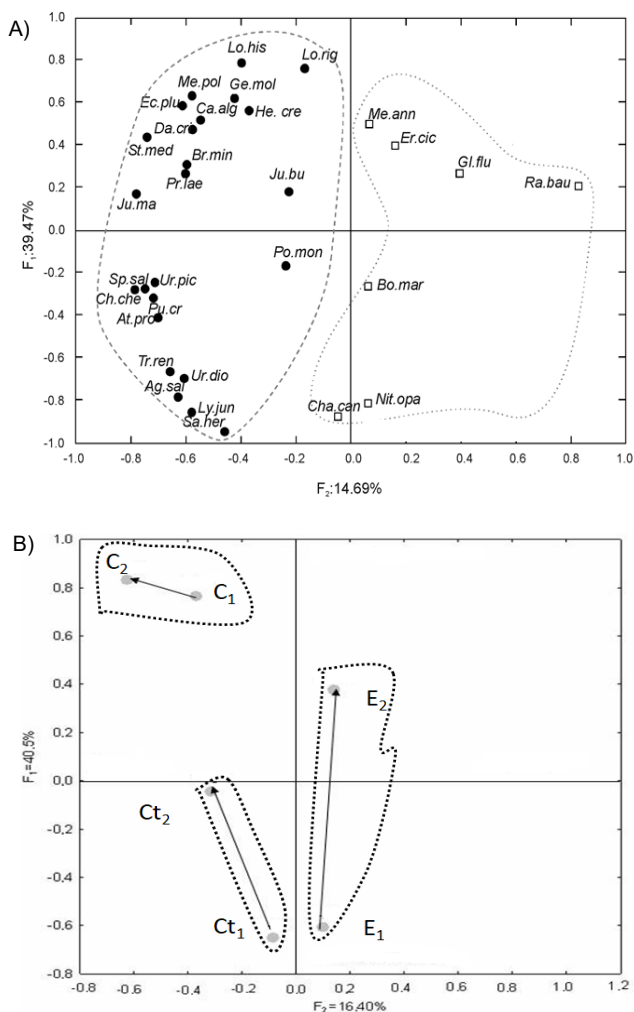 A)
1.0
0.8
0.6
0.4
0.2
0.0
-0.2
-0.4
-0.6
-0.8
-1.0
F1:39.47%
Lo.his
Lo.rig
Me.pol
Ge.mol
Ec.plu
Ca.alg
He. cre
Da.cri
St.med
Br.min
Pr.lae
Ju.bu
Ju.ma
Po.mon
Sp.sal
Ur.pic
Ch.che
Pu.cr
At.pro
Tr.ren
Ur.dio
Ag.sal
Ly.jun
Sa.her
Me.ann
Er.cic
Gl.flu
Ra.bau
Bo.mar
Nit.opa
Cha.can
-1.0 -0.8 -0.6 -0.4 -0.2 0.0 0.2 0.4 0.6 0.8 1.0
F2:14.69%
B)
1.0
0.8
0.6
0.4
0.2
0.0
-0.2
-0.4
-0.6
-0.8
F1=40.5%
C2
C1
E2
Ct2
Ct1
E1
-0.8 -0.6 -0.4 -0.2 0.0 0.2 0.4 0.6 0.8 1.0 1.2
F2=16.40%